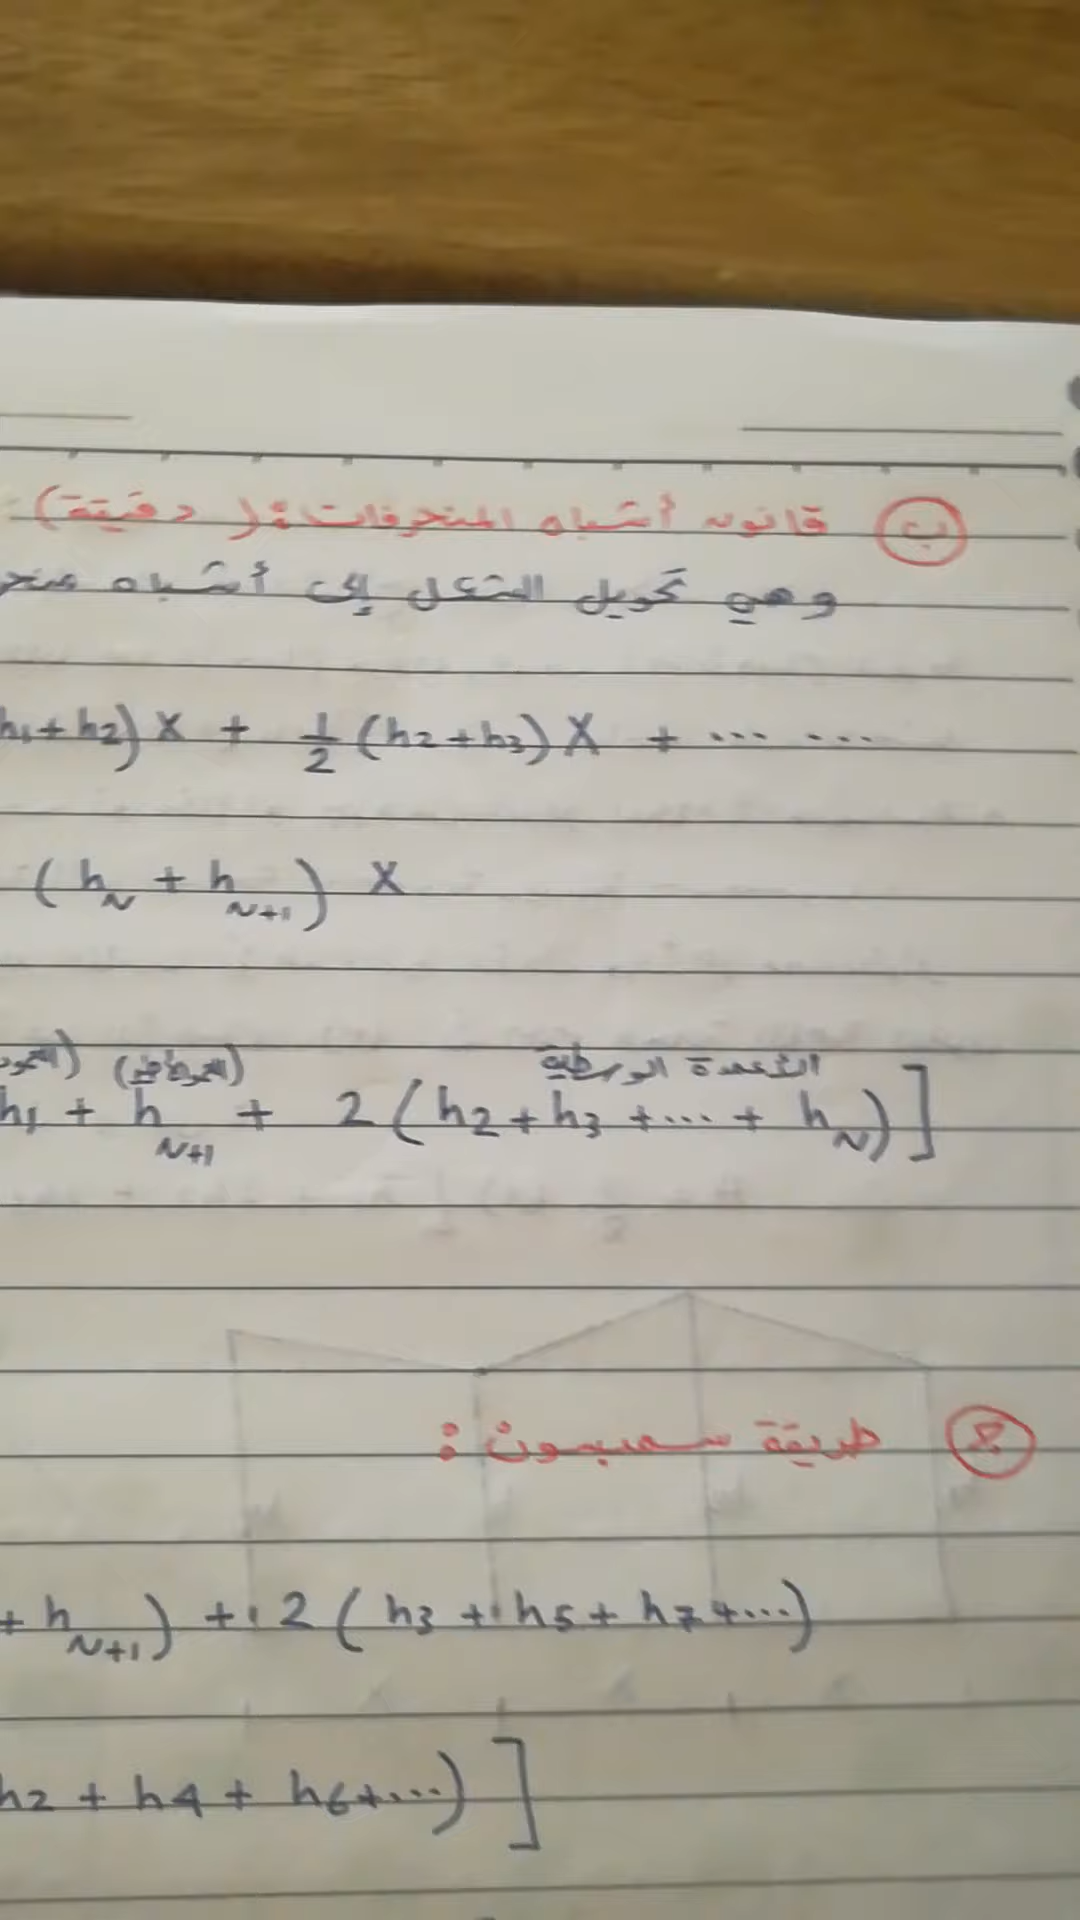 ب قانون أشباه المنحرفات : ( دقيقة ) :
وهي تحويل الشكل إلى أشباه منحر
h1 + h2) X + 1/2 (h2 + h3) X + ... ...
(hN + hN+1) X
الأعمدة الوسطية
h1 + hN+1 + 2 (h2 + h3 + ... + hN) ]
ج طريقة سمبسون :
+ hN+1) + 2 (h3 + h5 + h7 + ...)
h2 + h4 + h6 + ...) ]